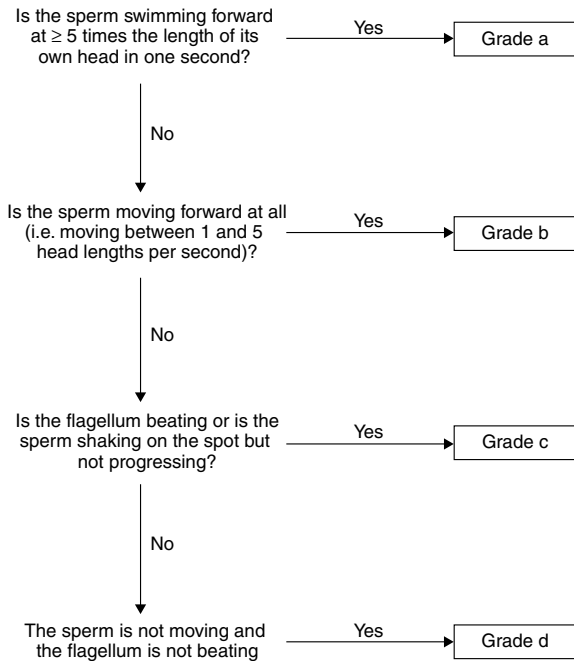 Is the sperm swimming forward
at ≥ 5 times the length of its
own head in one second?
Yes
Grade a
No
Is the sperm moving forward at all
(i.e. moving between 1 and 5
head lengths per second)?
Yes
Grade b
No
Is the flagellum beating or is the
sperm shaking on the spot but
not progressing?
Yes
Grade c
No
The sperm is not moving and
the flagellum is not beating
Yes
Grade d